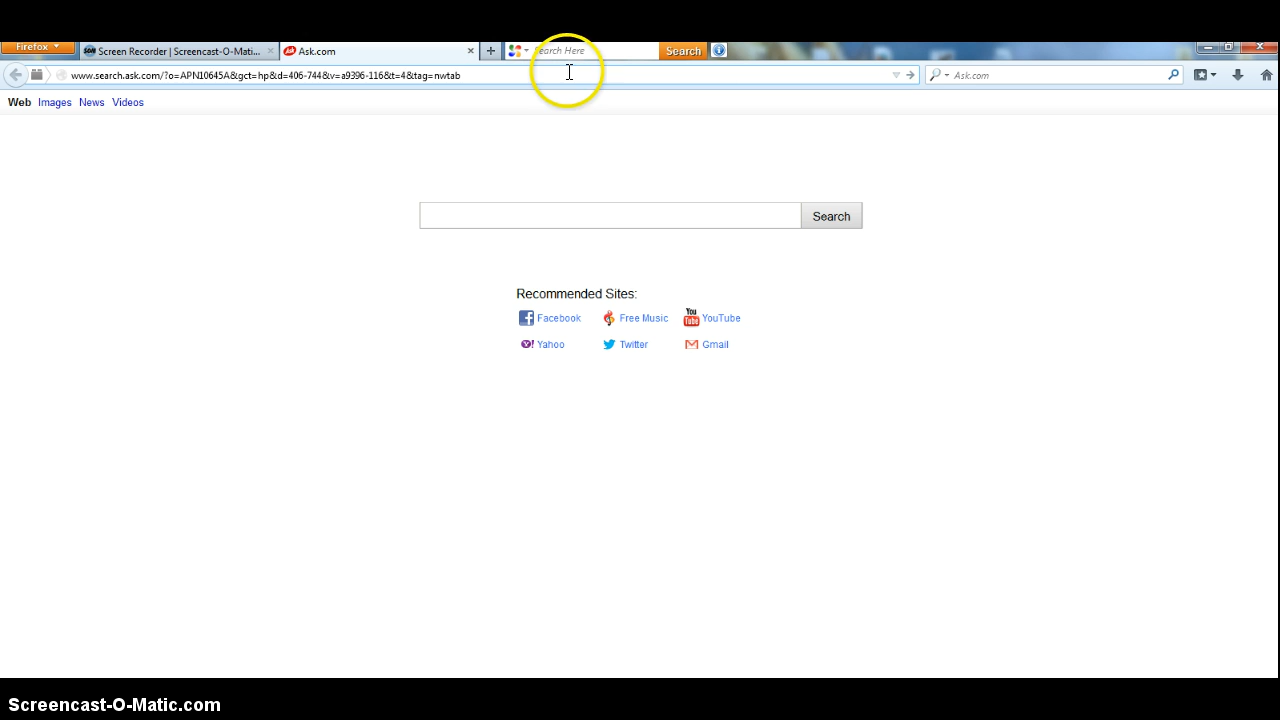 Firefox
Screen Recorder | Screencast-O-Mati...
Ask.com
Search Here
Search
www.search.ask.com/?o=APN10645A&gct=hp&d=406-744&v=a9396-116&t=4&tag=nwtab
Ask.com
Web Images News Videos
Search
Recommended Sites:
Facebook Free Music YouTube
Yahoo Twitter Gmail
Screencast-O-Matic.com